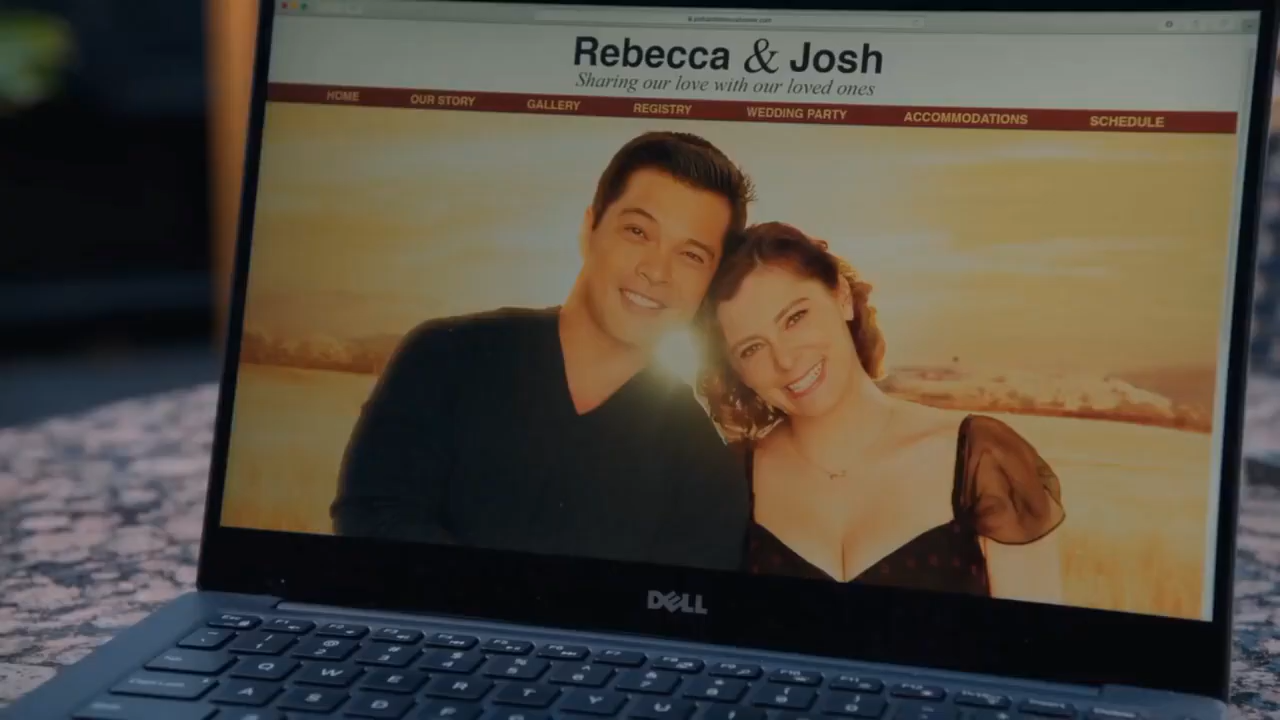 Rebecca & Josh
Sharing our love with our loved ones
HOME OUR STORY GALLERY REGISTRY WEDDING PARTY ACCOMMODATIONS SCHEDULE
DELL
Q W E R T Y U
A S D F